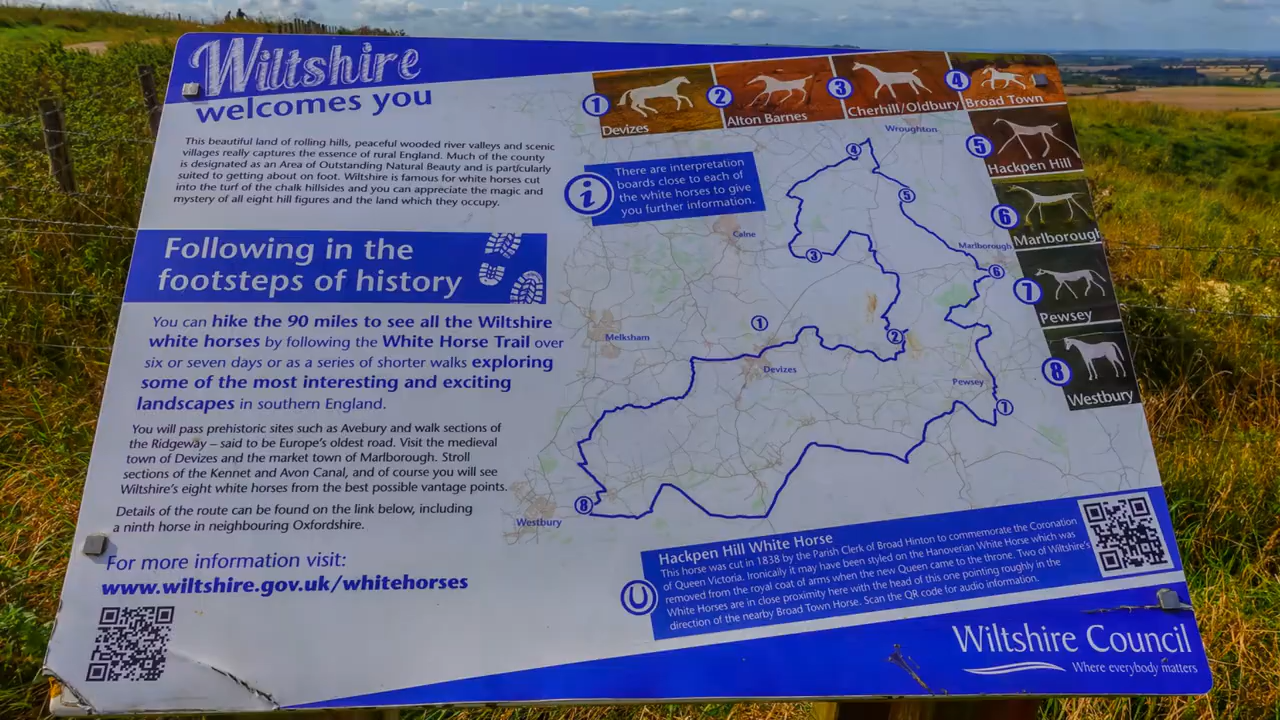 Wiltshire
welcomes you
This beautiful land of rolling hills, peaceful wooded river valleys and scenic
villages really captures the essence of rural England. Much of the county
is designated as an Area of Outstanding Natural Beauty and is particularly
suited to getting about on foot. Wiltshire is famous for white horses cut
into the turf of the chalk hillsides and you can appreciate the magic and
mystery of all eight hill figures and the land which they occupy.
Following in the
footsteps of history
You can hike the 90 miles to see all the Wiltshire
white horses by following the White Horse Trail over
six or seven days or as a series of shorter walks exploring
some of the most interesting and exciting
landscapes in southern England.
You will pass prehistoric sites such as Avebury and walk sections of
the Ridgeway – said to be Europe's oldest road. Visit the medieval
town of Devizes and the market town of Marlborough. Stroll
sections of the Kennet and Avon Canal, and of course you will see
Wiltshire's eight white horses from the best possible vantage points.
Details of the route can be found on the link below, including
a ninth horse in neighbouring Oxfordshire.
For more information visit:
www.wiltshire.gov.uk/whitehorses
1 Devizes
2 Alton Barnes
3 Cherhill/Oldbury
4 Broad Town
5 Hackpen Hill
6 Marlborough
7 Pewsey
8 Westbury
i
There are interpretation
boards close to each of
the white horses to give
you further information.
Wroughton
4
5
Calne
Marlborough
3
6
1
2
Melksham
Devizes
Pewsey
7
8
Westbury
Hackpen Hill White Horse
This horse was cut in 1838 by the Parish Clerk of Broad Hinton to commemorate the Coronation
of Queen Victoria. Ironically it may have been styled on the Hanoverian White Horse which was
removed from the royal coat of arms when the new Queen came to the throne. Two of Wiltshire's
White Horses are in close proximity here with the head of this one pointing roughly in the
direction of the nearby Broad Town Horse. Scan the QR code for audio information.
Wiltshire Council
Where everybody matters